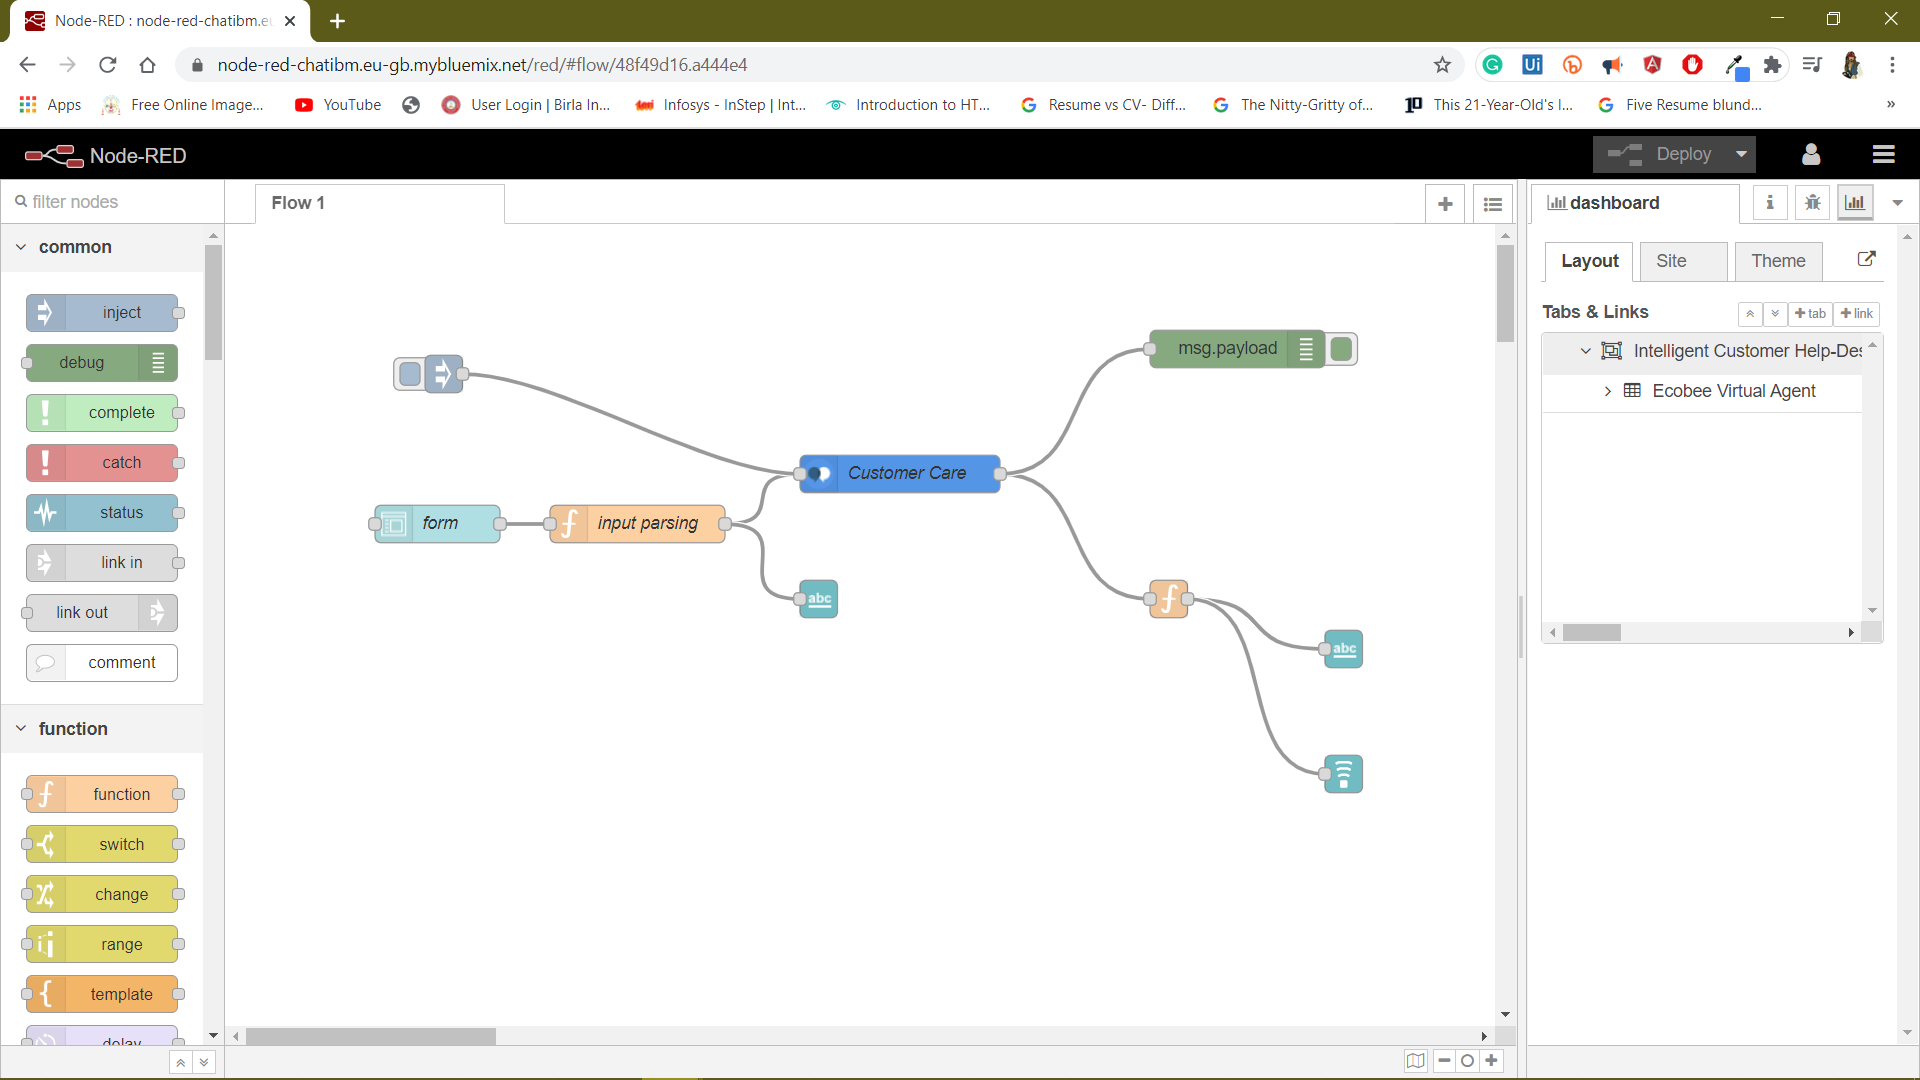 Node-RED : node-red-chatibm.eu
node-red-chatibm.eu-gb.mybluemix.net/red/#flow/48f49d16.a444e4
Apps
Free Online Image...
YouTube
User Login | Birla In...
Infosys - InStep | Int...
Introduction to HT...
Resume vs CV- Diff...
The Nitty-Gritty of...
This 21-Year-Old's I...
Five Resume blund...
»
Node-RED
Deploy
filter nodes
Flow 1
dashboard
common
inject
debug
complete
catch
status
link in
link out
comment
function
function
switch
change
range
template
delay
msg.payload
Customer Care
form
input parsing
abc
abc
Layout
Site
Theme
Tabs & Links
tab
link
Intelligent Customer Help-Des
Ecobee Virtual Agent